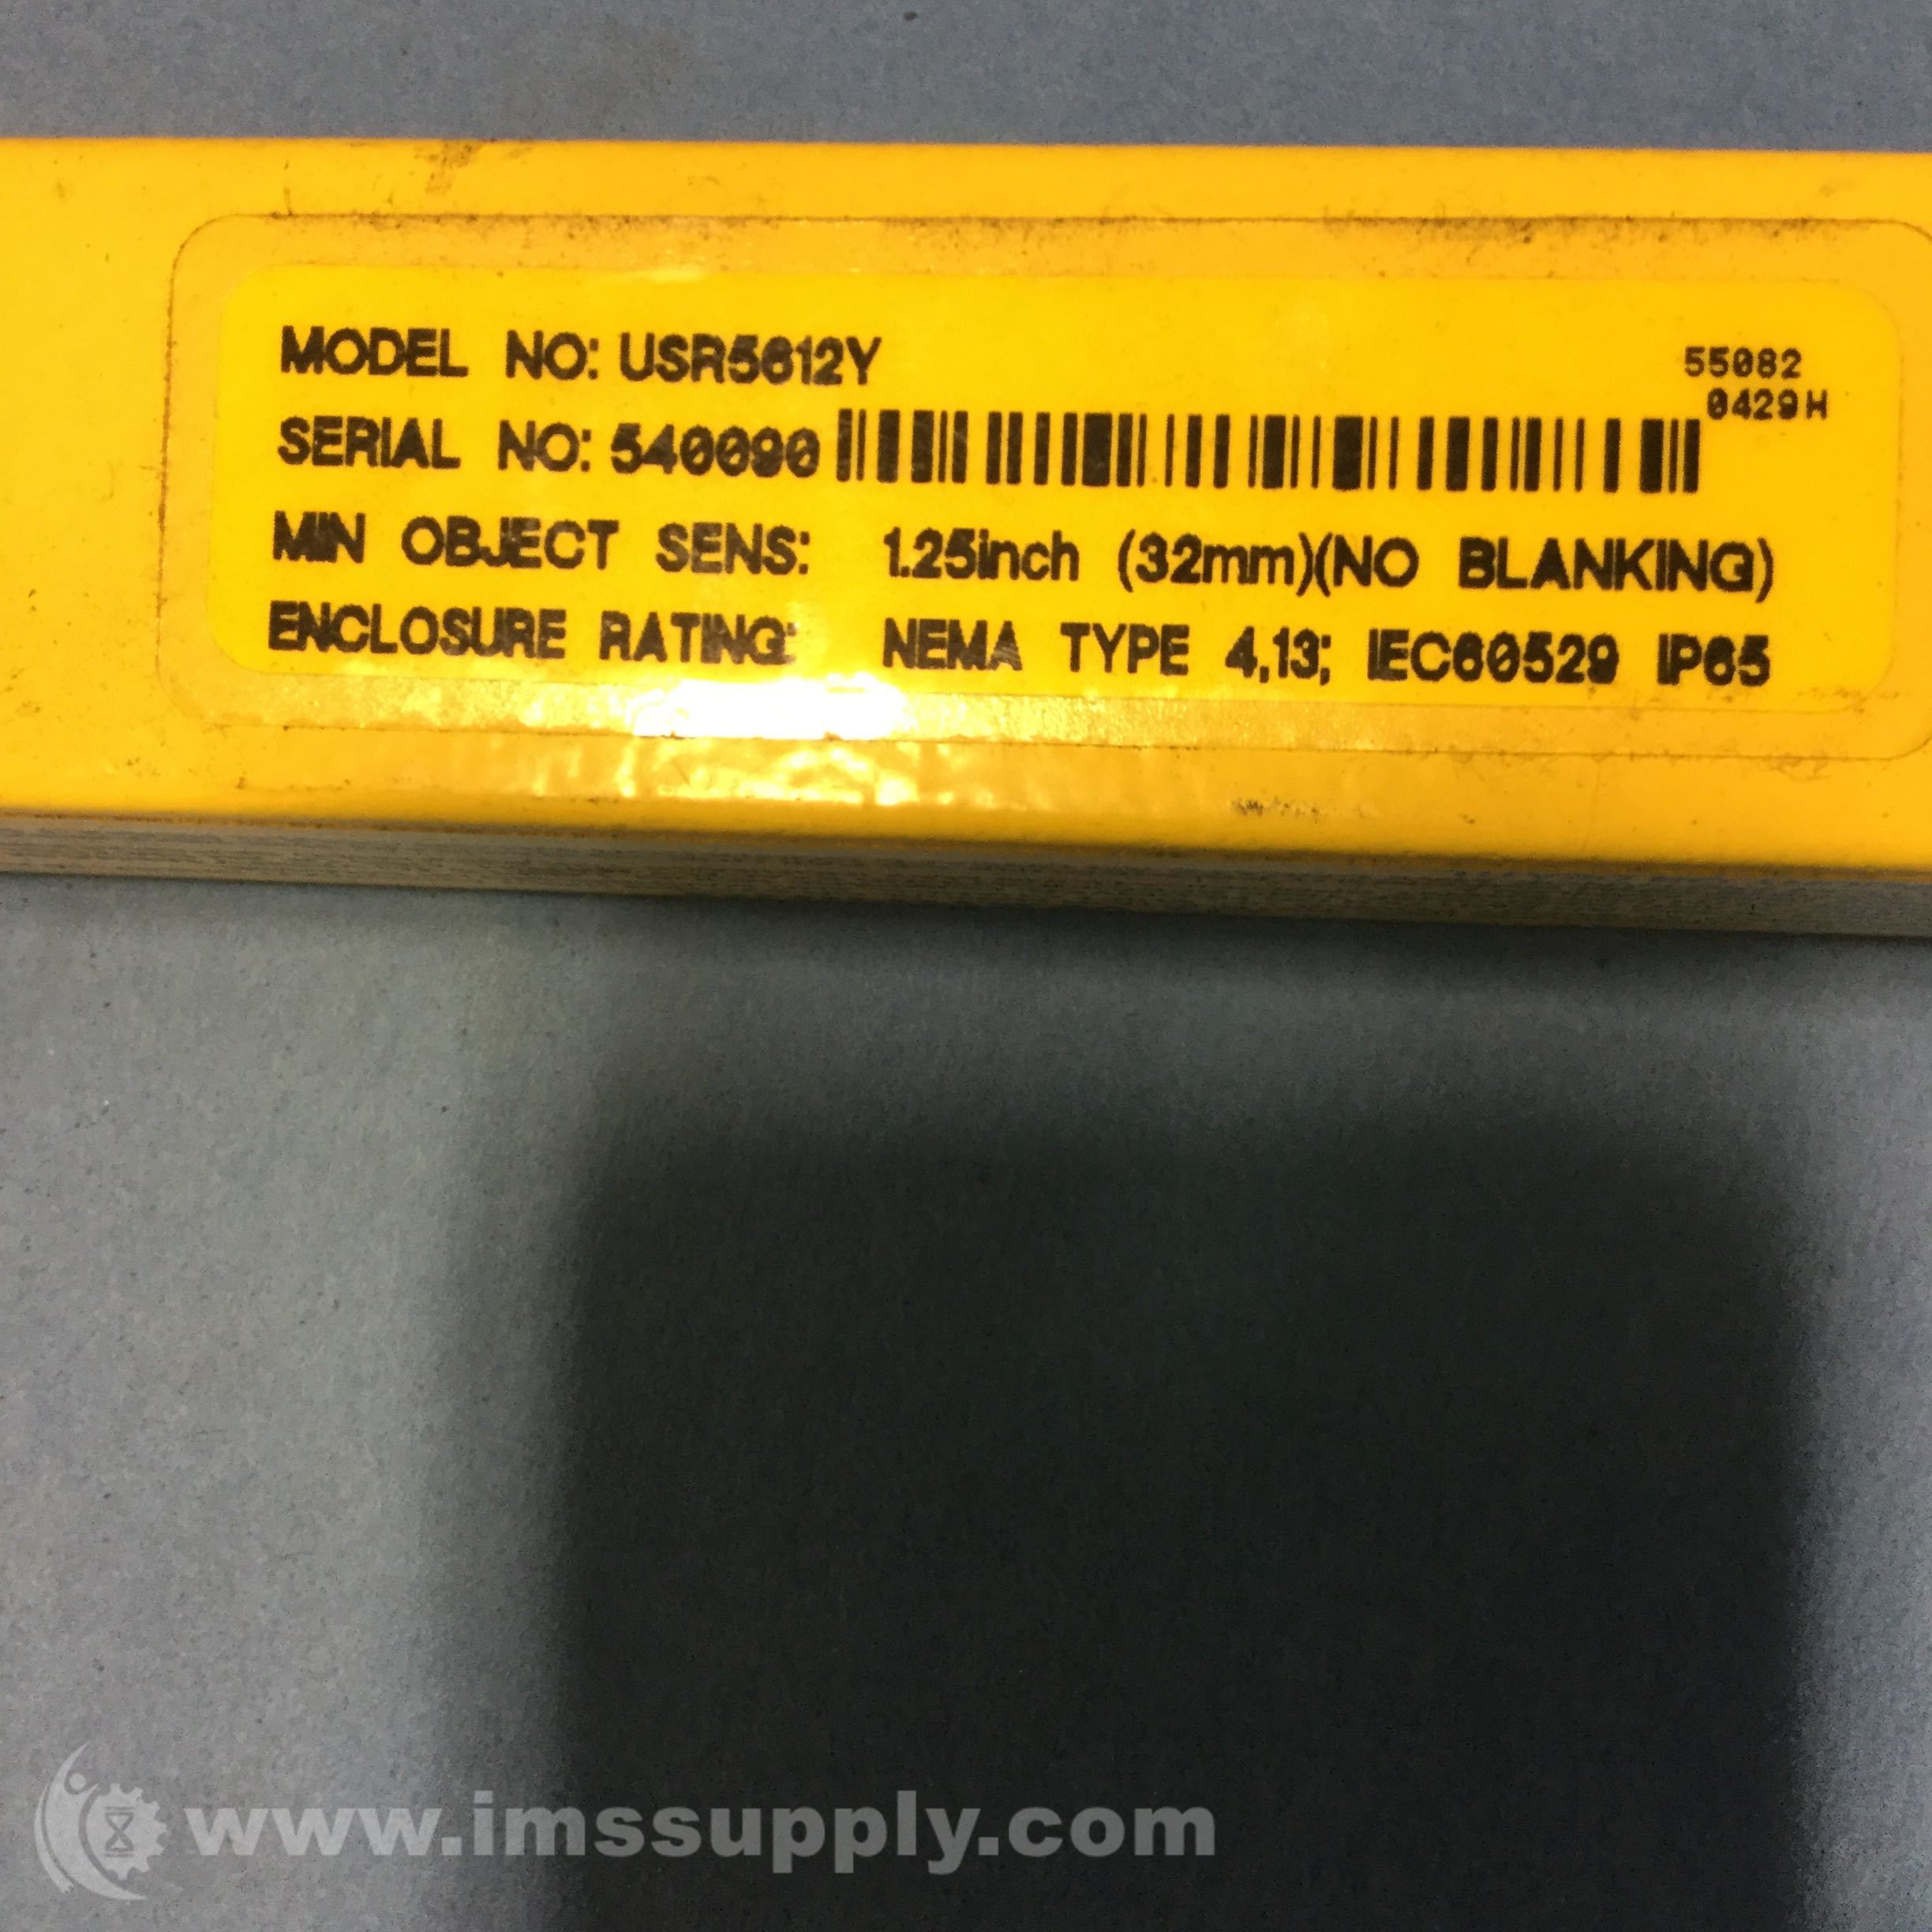 MODEL NO: USR5612Y
55082
0429H
SERIAL NO: 540090
MIN OBJECT SENS: 1.25inch (32mm)(NO BLANKING)
ENCLOSURE RATING: NEMA TYPE 4,13; IEC60529 IP65
www.imssupply.com